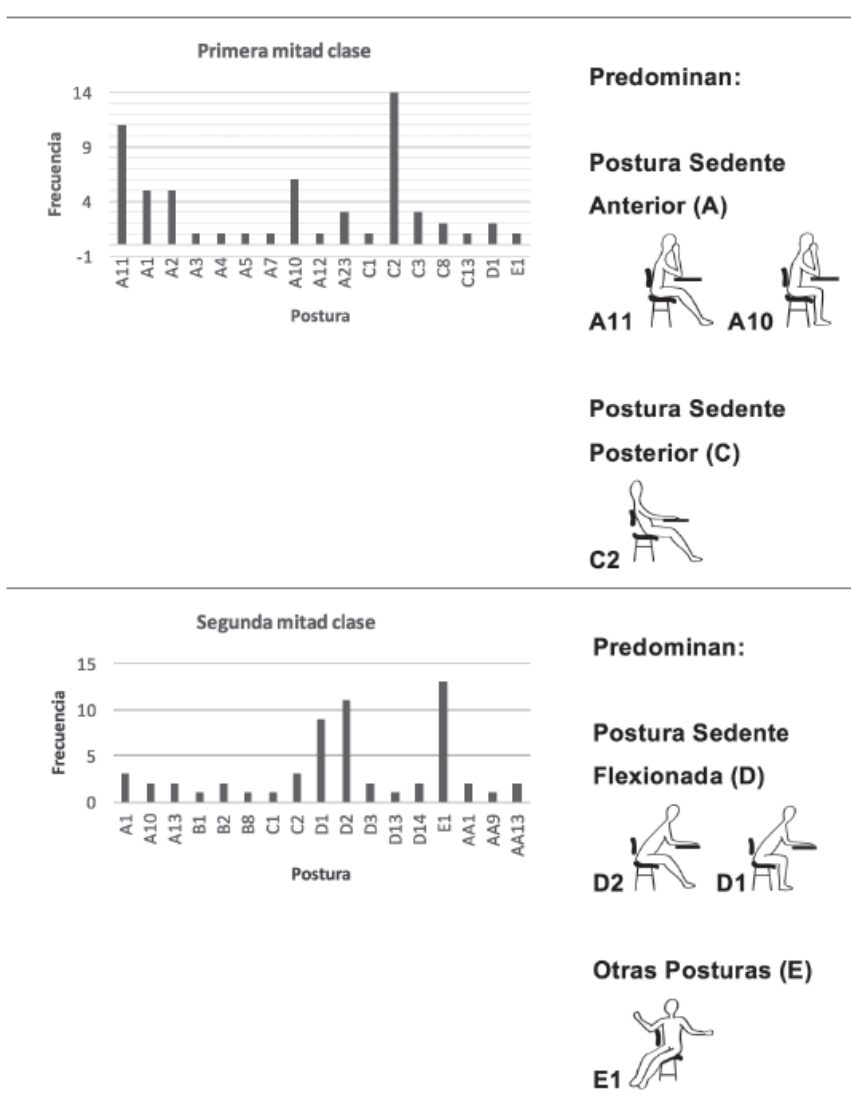 Primera mitad clase
14
9
4
-1
Frecuencia
A11 A1 A2 A3 A4 A5 A7 A10 A12 A23 C1 C2 C3 C8 C13 D1 E1
Postura
Predominan:
Postura Sedente
Anterior (A)
A11 A10
Postura Sedente
Posterior (C)
C2
Segunda mitad clase
15
10
5
0
Frecuencia
A1 A10 A13 B1 B2 B8 C1 C2 D1 D2 D3 D13 D14 E1 AA1 AA9 AA13
Postura
Predominan:
Postura Sedente
Flexionada (D)
D2 D1
Otras Posturas (E)
E1